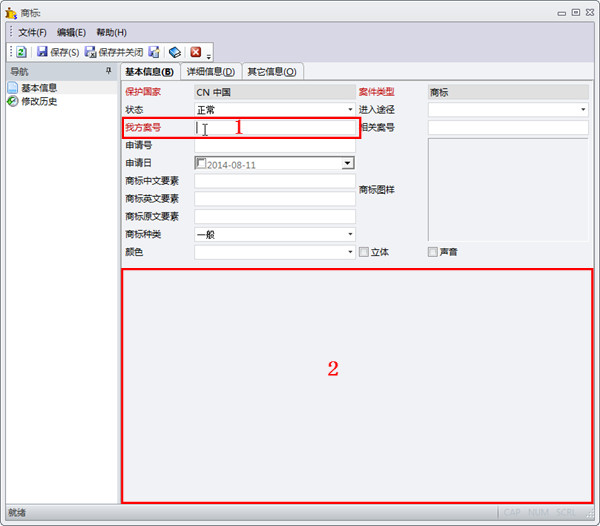 商标:
文件(F) 编辑(E) 帮助(H)
保存(S) 保存并关闭
导航
基本信息
修改历史
基本信息(B) 详细信息(D) 其它信息(O)
保护国家 CN 中国 案件类型 商标
状态 正常 进入途径
我方案号 1 相关案号
申请号
申请日 2014-08-11
商标中文要素
商标图样
商标英文要素
商标原文要素
商标种类 一般
颜色 立体 声音
2
就绪 CAP NUM SCRL